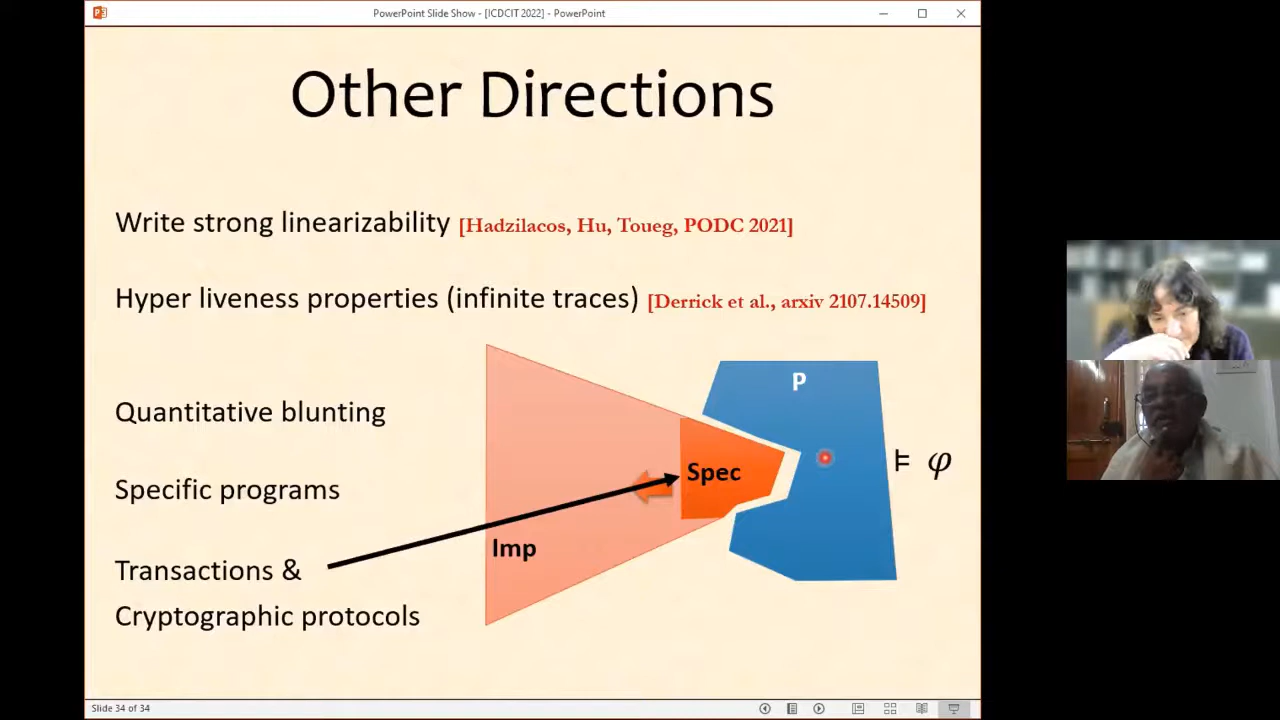 PowerPoint Slide Show - [ICDCIT 2022] - PowerPoint
Other Directions
Write strong linearizability [Hadzilacos, Hu, Toueg, PODC 2021]
Hyper liveness properties (infinite traces) [Derrick et al., arxiv 2107.14509]
P
Quantitative blunting
⊧ φ
Spec
Specific programs
Imp
Transactions &
Cryptographic protocols
Slide 34 of 34